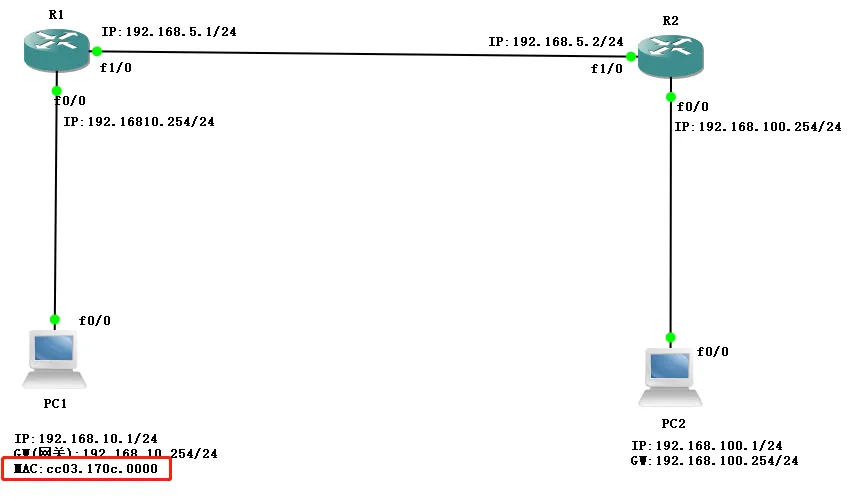 R1
IP:192.168.5.1/24
R2
IP:192.168.5.2/24
f1/0
f1/0
f0/0
f0/0
IP:192.16810.254/24
IP:192.168.100.254/24
f0/0
f0/0
PC1
PC2
IP:192.168.10.1/24
GW(网关):192.168.10.254/24
MAC:cc03.170c.0000
IP:192.168.100.1/24
GW:192.168.100.254/24